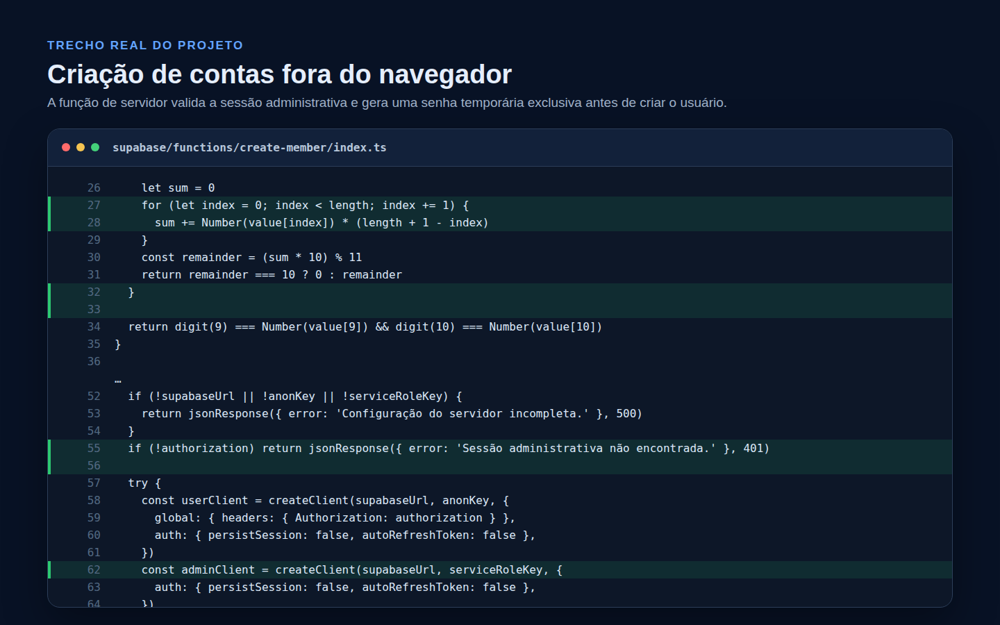 TRECHO REAL DO PROJETO
Criação de contas fora do navegador
A função de servidor valida a sessão administrativa e gera uma senha temporária exclusiva antes de criar o usuário.
supabase/functions/create-member/index.ts
26     let sum = 0
27     for (let index = 0; index < length; index += 1) {
28       sum += Number(value[index]) * (length + 1 - index)
29     }
30     const remainder = (sum * 10) % 11
31     return remainder === 10 ? 0 : remainder
32   }
33
34   return digit(9) === Number(value[9]) && digit(10) === Number(value[10])
35 }
36
…
52   if (!supabaseUrl || !anonKey || !serviceRoleKey) {
53     return jsonResponse({ error: 'Configuração do servidor incompleta.' }, 500)
54   }
55   if (!authorization) return jsonResponse({ error: 'Sessão administrativa não encontrada.' }, 401)
56
57   try {
58     const userClient = createClient(supabaseUrl, anonKey, {
59       global: { headers: { Authorization: authorization } },
60       auth: { persistSession: false, autoRefreshToken: false },
61     })
62     const adminClient = createClient(supabaseUrl, serviceRoleKey, {
63       auth: { persistSession: false, autoRefreshToken: false },
64     })